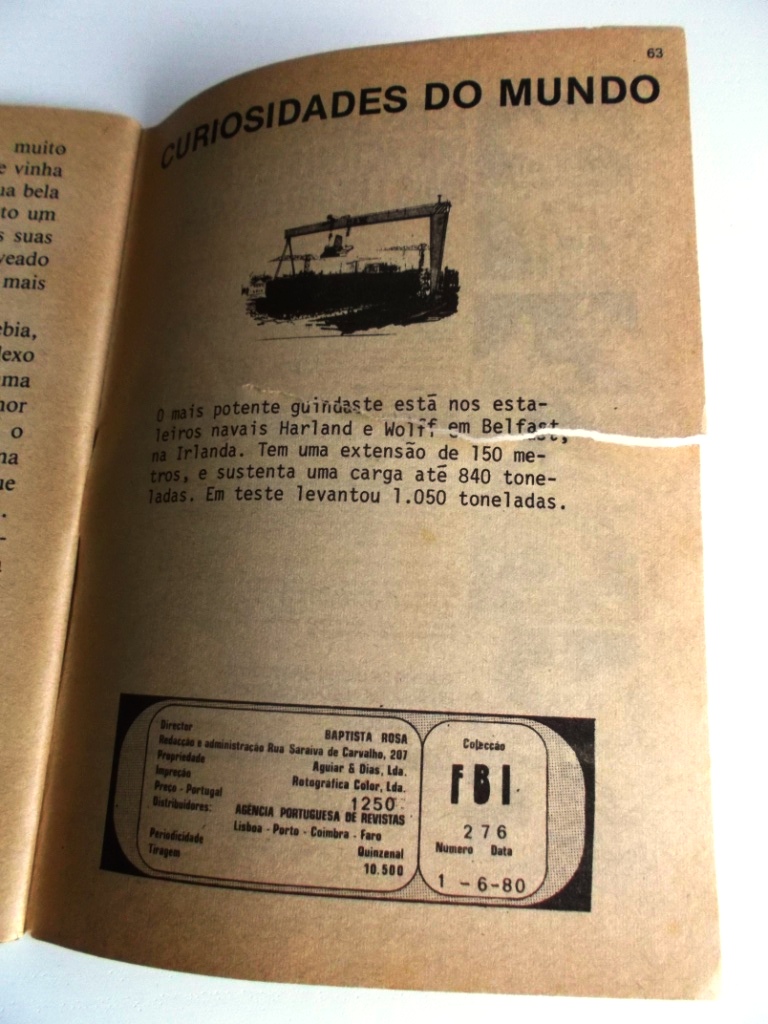 muito
e vinha
ua bela
to um
s suas
veado
mais
ebia,
lexo
ma
nor
o
na
ue
.
–
a
63
CURIOSIDADES DO MUNDO
O mais potente guindaste está nos esta-
leiros navais Harland e Wolff em Belfast,
na Irlanda. Tem uma extensão de 150 me-
tros, e sustenta uma carga até 840 tone-
ladas. Em teste levantou 1.050 toneladas.
Director BAPTISTA ROSA
Redacção e administração Rua Saraiva de Carvalho, 207
Propriedade Aguiar & Dias, Lda.
Impreção Rotográfica Color, Lda.
Preço - Portugal 1250
Distribuidores: AGÊNCIA PORTUGUESA DE REVISTAS
Lisboa - Porto - Coimbra - Faro
Periodicidade Quinzenal
Tiragem 10.500
Colecção
FBI
276
Numero Data
1 - 6-80